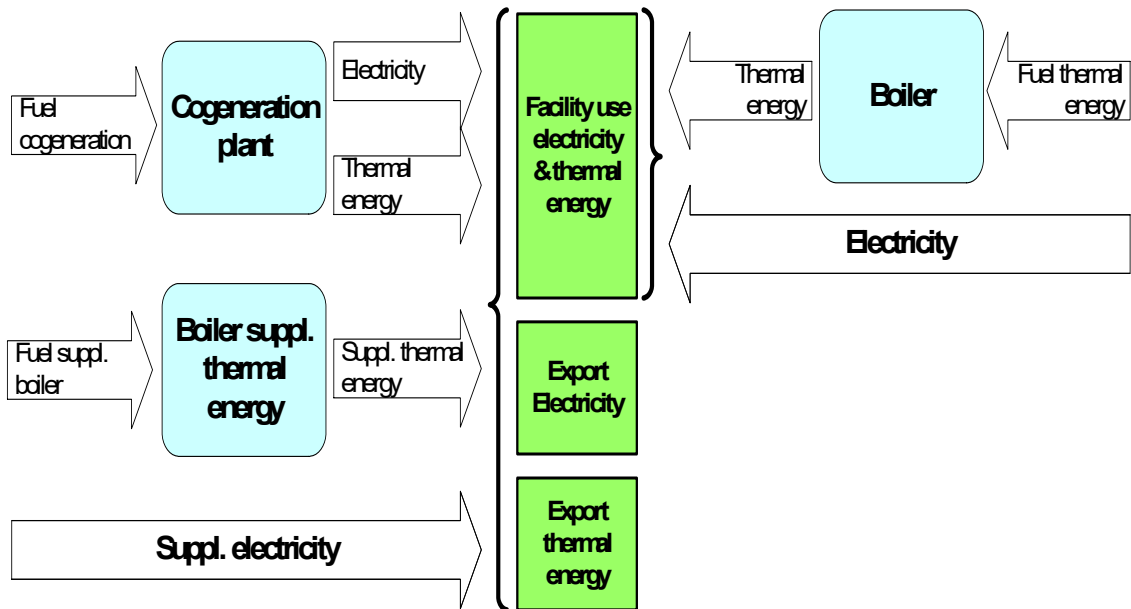 Fuel
cogeneration
Cogeneration
plant
Electricity
Thermal
energy
Facility use
electricity
& thermal
energy
Thermal
energy
Boiler
Fuel thermal
energy
Electricity
Fuel suppl.
boiler
Boiler suppl.
thermal
energy
Suppl. thermal
energy
Export
Electricity
Suppl. electricity
Export
thermal
energy